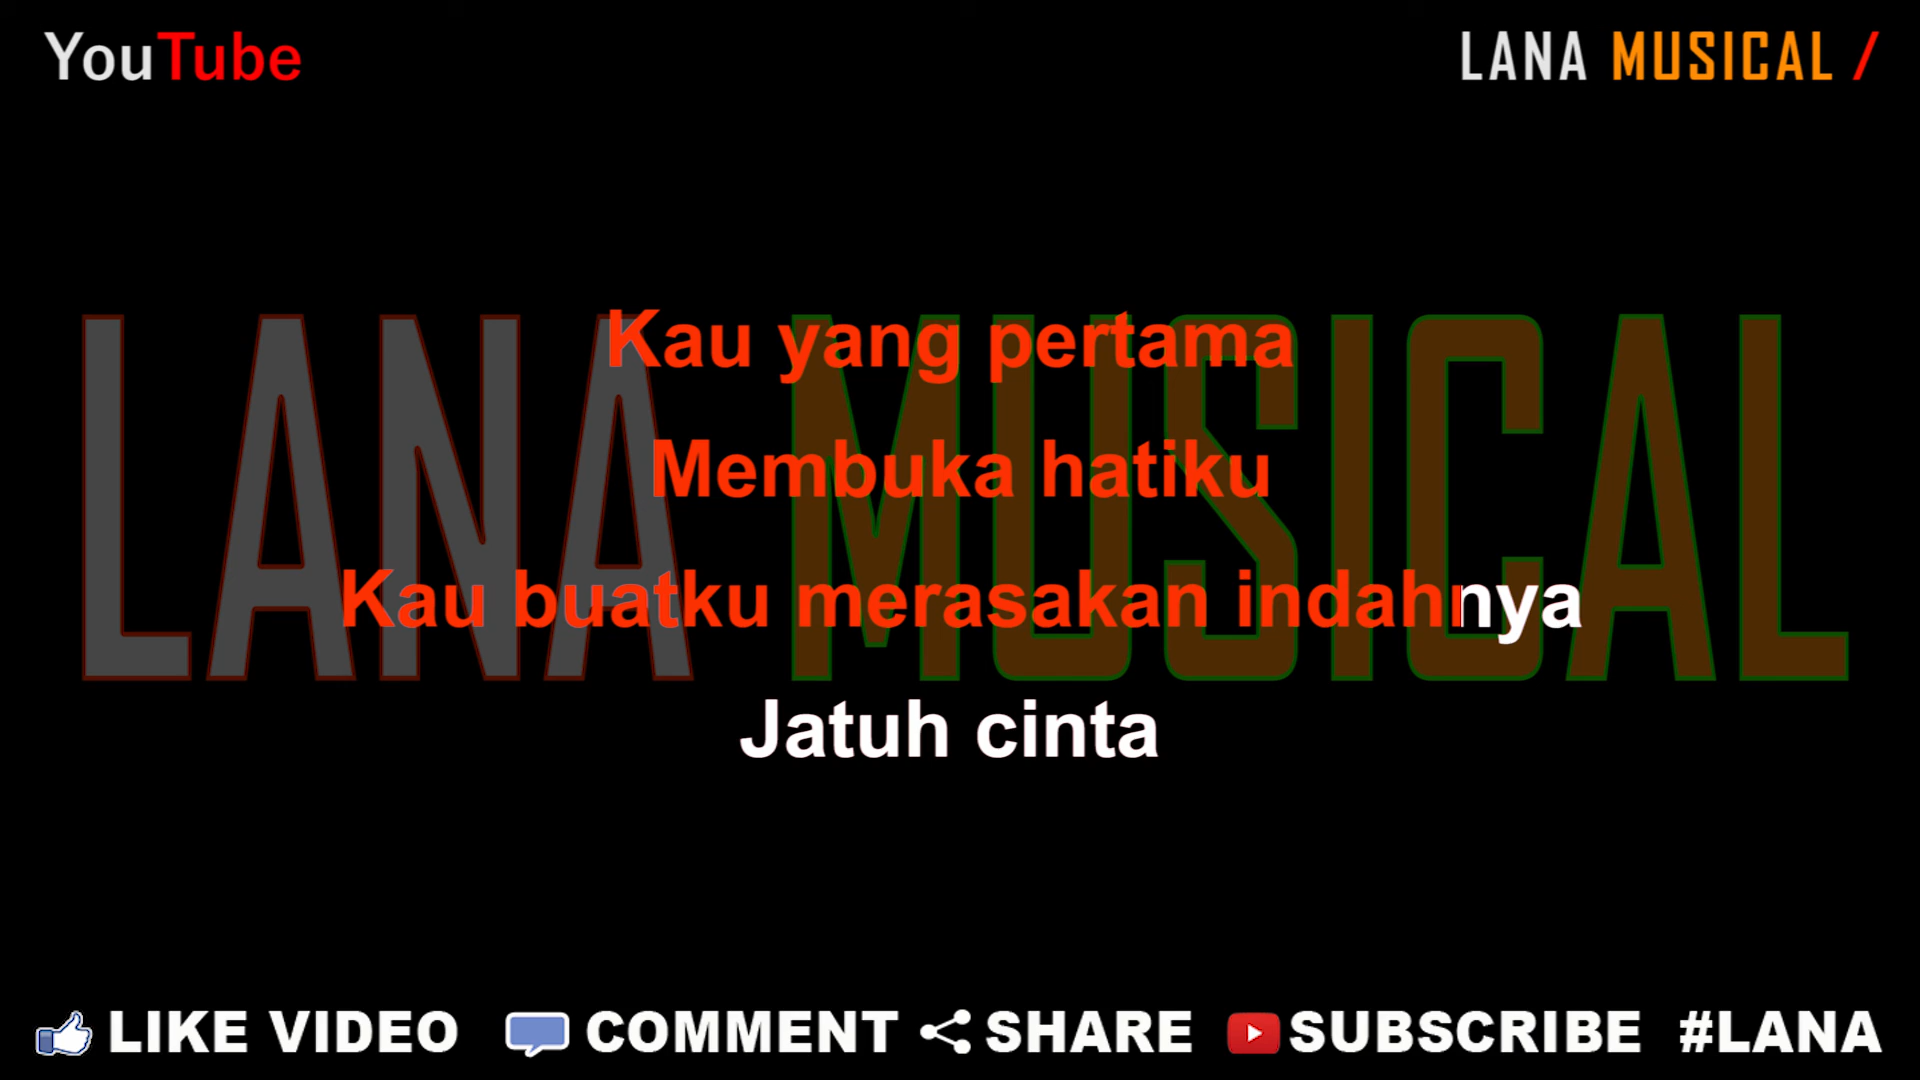 YouTube
LANA MUSICAL /
LANA MUSICAL
Kau yang pertama
Membuka hatiku
Kau buatku merasakan indahnya
Jatuh cinta
LIKE VIDEO COMMENT SHARE SUBSCRIBE #LANA